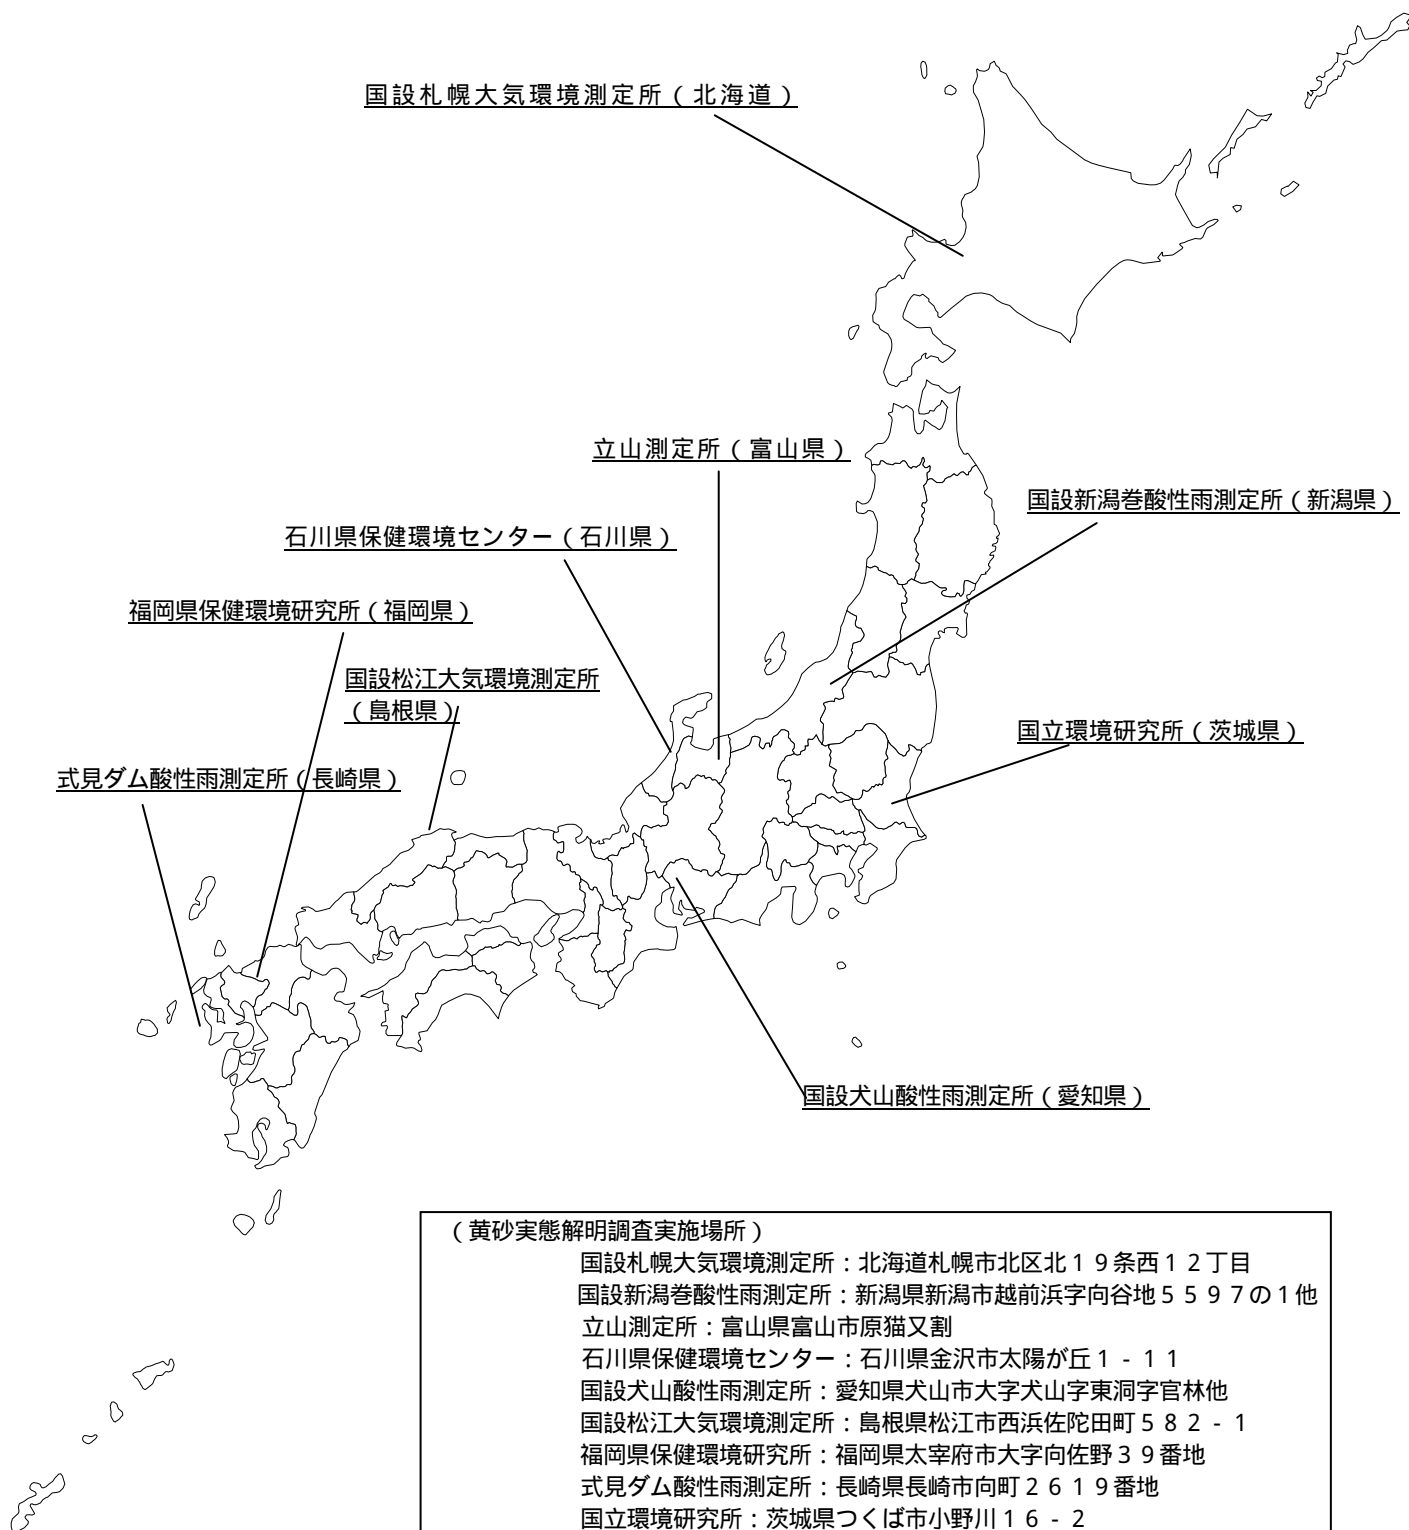 国設札幌大気環境測定所（北海道）
立山測定所（富山県）
国設新潟巻酸性雨測定所（新潟県）
石川県保健環境センター（石川県）
福岡県保健環境研究所（福岡県）
国設松江大気環境測定所
（島根県）
国立環境研究所（茨城県）
式見ダム酸性雨測定所（長崎県）
国設犬山酸性雨測定所（愛知県）
（黄砂実態解明調査実施場所）
国設札幌大気環境測定所：北海道札幌市北区北１９条西１２丁目
国設新潟巻酸性雨測定所：新潟県新潟市越前浜字向谷地５５９７の１他
立山測定所：富山県富山市原猫又割
石川県保健環境センター：石川県金沢市太陽が丘１-１１
国設犬山酸性雨測定所：愛知県犬山市大字犬山字東洞字官林他
国設松江大気環境測定所：島根県松江市西浜佐陀田町５８２-１
福岡県保健環境研究所：福岡県太宰府市大字向佐野３９番地
式見ダム酸性雨測定所：長崎県長崎市向町２６１９番地
国立環境研究所：茨城県つくば市小野川１６-２